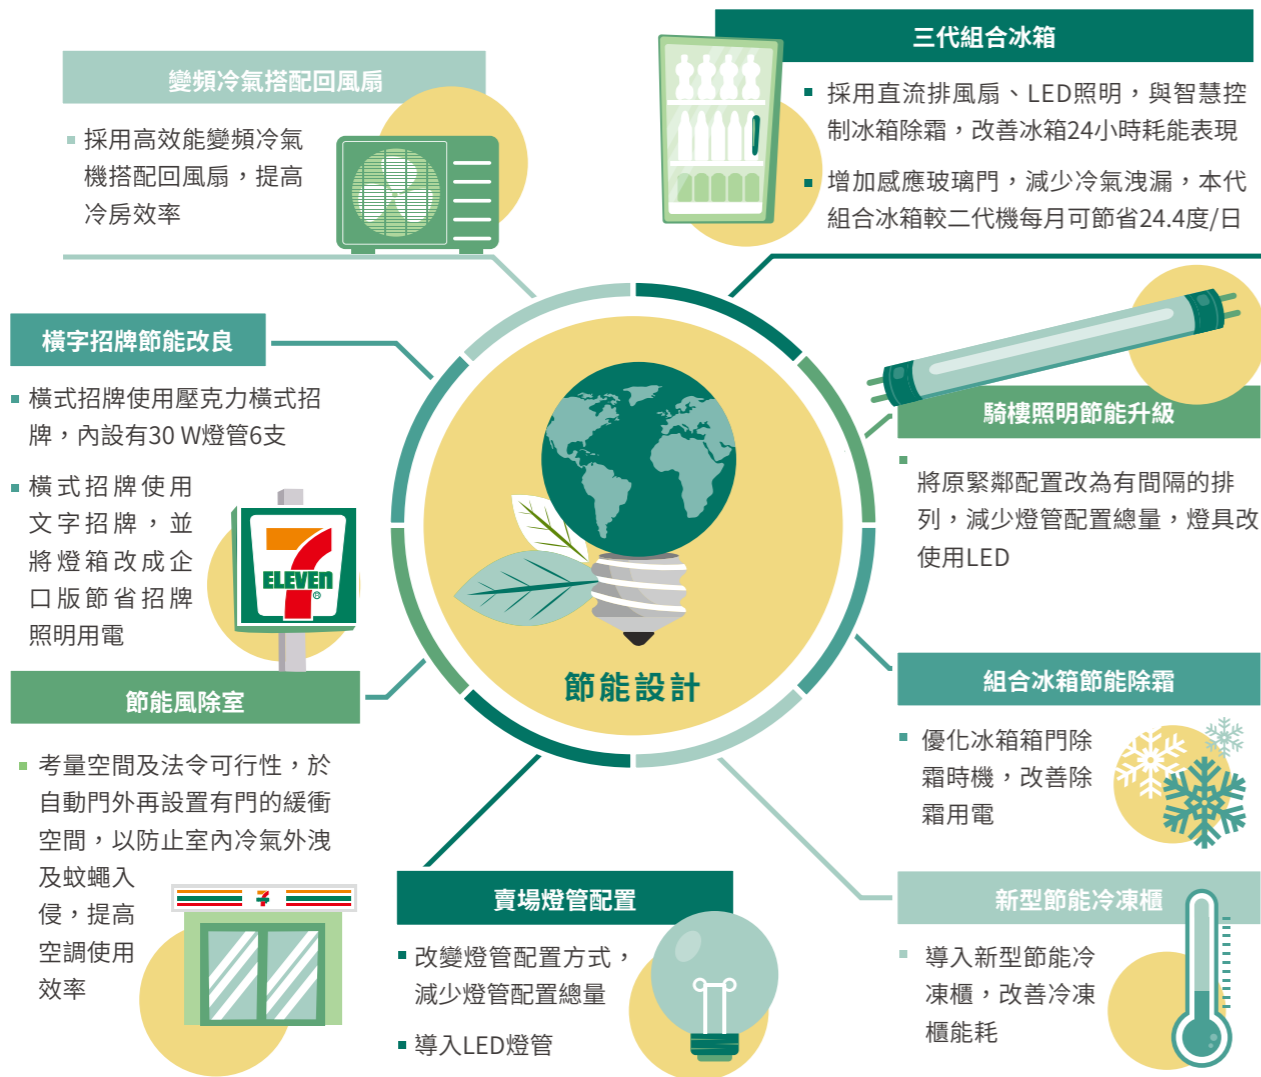 變頻冷氣搭配回風扇
採用高效能變頻冷氣
機搭配回風扇，提高
冷房效率
三代組合冰箱
採用直流排風扇、LED照明，與智慧控
制冰箱除霜，改善冰箱24小時耗能表現
增加感應玻璃門，減少冷氣洩漏，本代
組合冰箱較二代機每月可節省24.4度/日
橫字招牌節能改良
橫式招牌使用壓克力橫式招
牌，內設有30 W燈管6支
橫式招牌使用
文字招牌，並
將燈箱改成企
口版節省招牌
照明用電
7
ELEVEN
®
騎樓照明節能升級
將原緊鄰配置改為有間隔的排
列，減少燈管配置總量，燈具改
使用LED
節能設計
節能風除室
考量空間及法令可行性，於
自動門外再設置有門的緩衝
空間，以防止室內冷氣外洩
及蚊蠅入
侵，提高
空調使用
效率
7
組合冰箱節能除霜
優化冰箱箱門除
霜時機，改善除
霜用電
賣場燈管配置
改變燈管配置方式，
減少燈管配置總量
導入LED燈管
新型節能冷凍櫃
導入新型節能冷
凍櫃，改善冷凍
櫃能耗